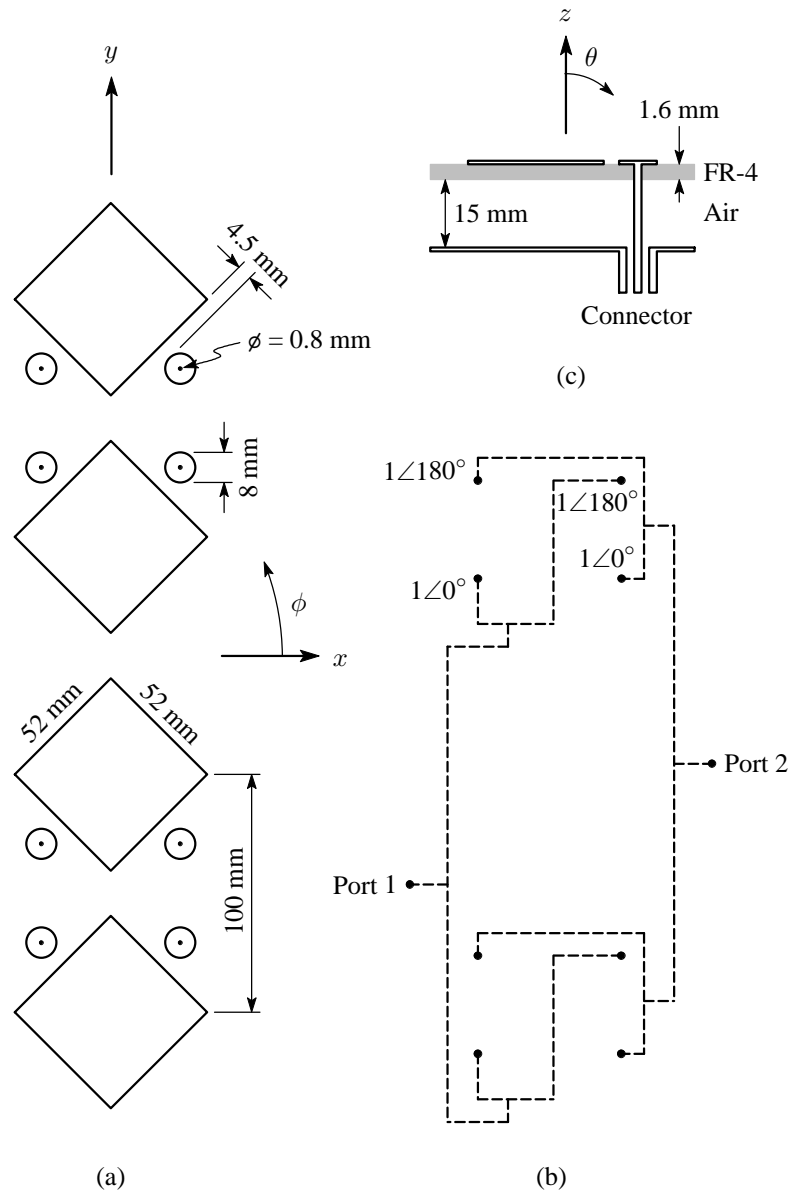 y
4.5 mm
ϕ = 0.8 mm
8 mm
ϕ
x
52 mm
52 mm
100 mm
(a)
z
θ
1.6 mm
FR-4
15 mm
Air
Connector
(c)
1∠180°
1∠180°
1∠0°
1∠0°
Port 2
Port 1
(b)